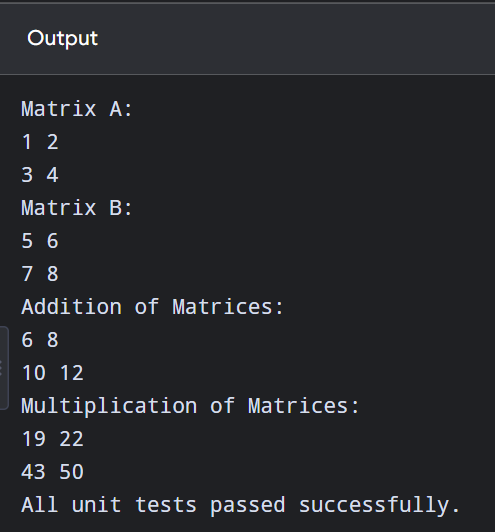 Output
Matrix A:
1 2
3 4
Matrix B:
5 6
7 8
Addition of Matrices:
6 8
10 12
Multiplication of Matrices:
19 22
43 50
All unit tests passed successfully.